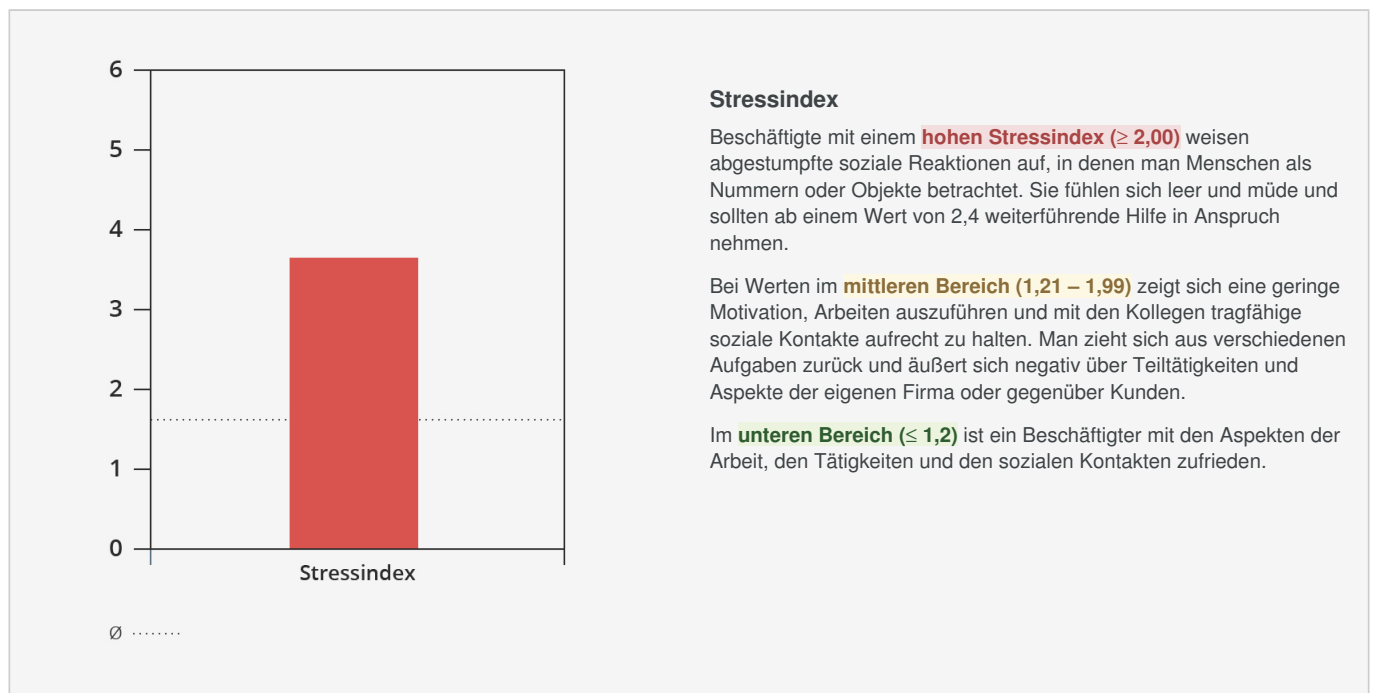 6
5
4
3
2
1
0
Stressindex
Ø
Stressindex
Beschäftigte mit einem hohen Stressindex (≥ 2,00) weisen
abgestumpfte soziale Reaktionen auf, in denen man Menschen als
Nummern oder Objekte betrachtet. Sie fühlen sich leer und müde und
sollten ab einem Wert von 2,4 weiterführende Hilfe in Anspruch
nehmen.
Bei Werten im mittleren Bereich (1,21 – 1,99) zeigt sich eine geringe
Motivation, Arbeiten auszuführen und mit den Kollegen tragfähige
soziale Kontakte aufrecht zu halten. Man zieht sich aus verschiedenen
Aufgaben zurück und äußert sich negativ über Teiltätigkeiten und
Aspekte der eigenen Firma oder gegenüber Kunden.
Im unteren Bereich (≤ 1,2) ist ein Beschäftigter mit den Aspekten der
Arbeit, den Tätigkeiten und den sozialen Kontakten zufrieden.